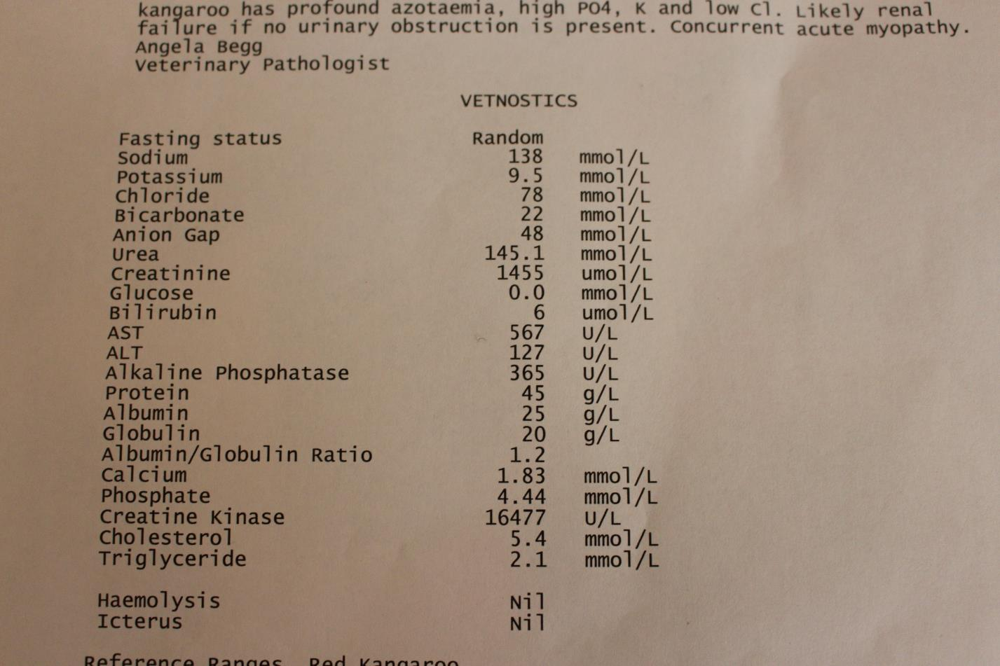 kangaroo has profound azotaemia, high PO4, K and low Cl. Likely renal
failure if no urinary obstruction is present. Concurrent acute myopathy.
Angela Begg
Veterinary Pathologist
VETNOSTICS
Fasting status Random
Sodium 138 mmol/L
Potassium 9.5 mmol/L
Chloride 78 mmol/L
Bicarbonate 22 mmol/L
Anion Gap 48 mmol/L
Urea 145.1 mmol/L
Creatinine 1455 umol/L
Glucose 0.0 mmol/L
Bilirubin 6 umol/L
AST 567 U/L
ALT 127 U/L
Alkaline Phosphatase 365 U/L
Protein 45 g/L
Albumin 25 g/L
Globulin 20 g/L
Albumin/Globulin Ratio 1.2
Calcium 1.83 mmol/L
Phosphate 4.44 mmol/L
Creatine Kinase 16477 U/L
Cholesterol 5.4 mmol/L
Triglyceride 2.1 mmol/L
Haemolysis Nil
Icterus Nil
Reference Ranges Red Kangaroo